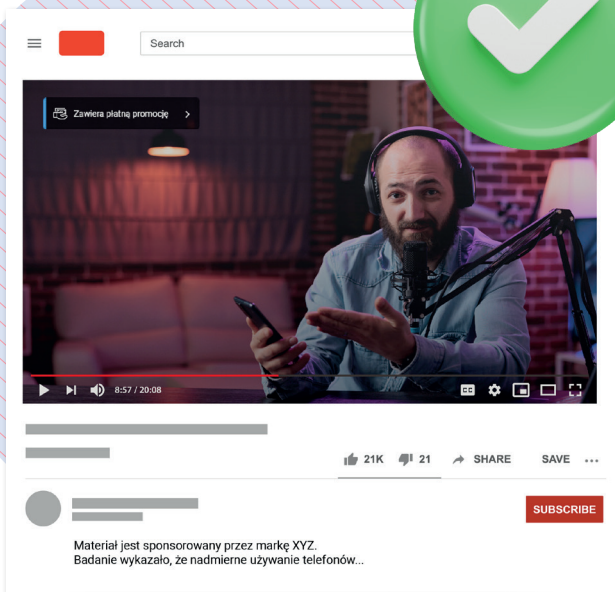 Search
Zawiera płatną promocję
8:57 / 20:08
CC
21K 21 SHARE SAVE ...
SUBSCRIBE
Materiał jest sponsorowany przez markę XYZ.
Badanie wykazało, że nadmierne używanie telefonów...